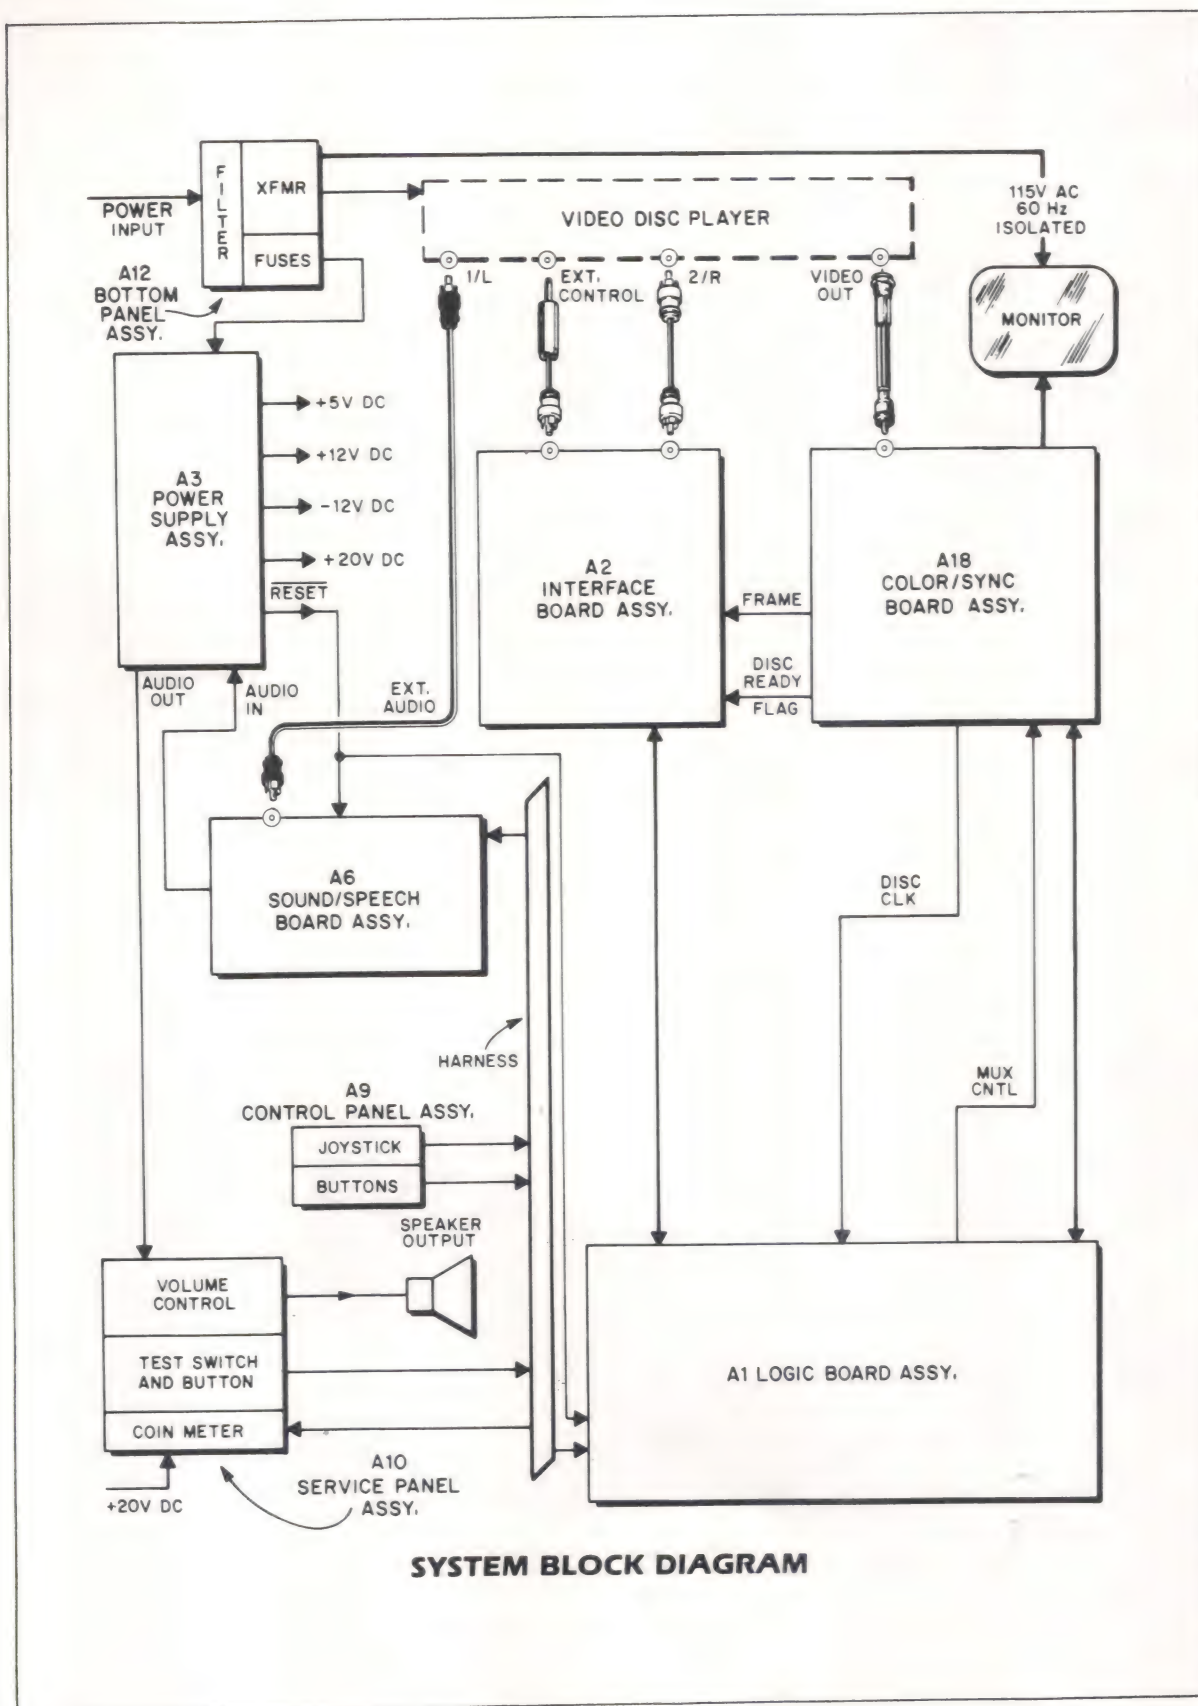 FILTER
XFMR
FUSES
POWER
INPUT
A12
BOTTOM
PANEL
ASSY.
VIDEO DISC PLAYER
115V AC
60 Hz
ISOLATED
1/L
EXT.
CONTROL
2/R
VIDEO
OUT
MONITOR
A3
POWER
SUPPLY
ASSY.
+5V DC
+12V DC
-12V DC
+20V DC
RESET
A2
INTERFACE
BOARD ASSY.
A18
COLOR/SYNC
BOARD ASSY.
FRAME
DISC
READY
FLAG
AUDIO
OUT
AUDIO
IN
EXT.
AUDIO
A6
SOUND/SPEECH
BOARD ASSY.
DISC
CLK
HARNESS
MUX
CNTL
A9
CONTROL PANEL ASSY.
JOYSTICK
BUTTONS
SPEAKER
OUTPUT
VOLUME
CONTROL
TEST SWITCH
AND BUTTON
COIN METER
A1 LOGIC BOARD ASSY.
+20V DC
A10
SERVICE PANEL
ASSY.
SYSTEM BLOCK DIAGRAM